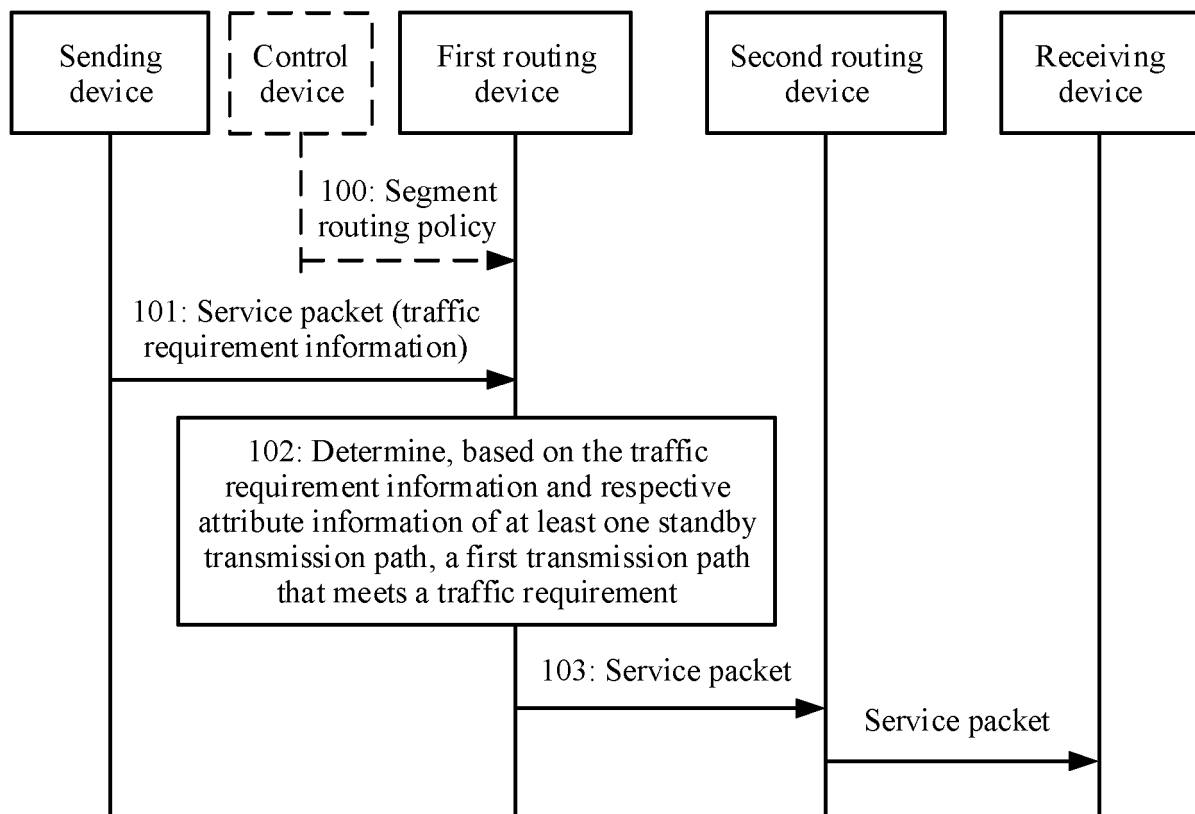 Sending
device
Control
device
First routing
device
Second routing
device
Receiving
device
100: Segment
routing policy
101: Service packet (traffic
requirement information)
102: Determine, based on the traffic
requirement information and respective
attribute information of at least one standby
transmission path, a first transmission path
that meets a traffic requirement
103: Service packet
Service packet